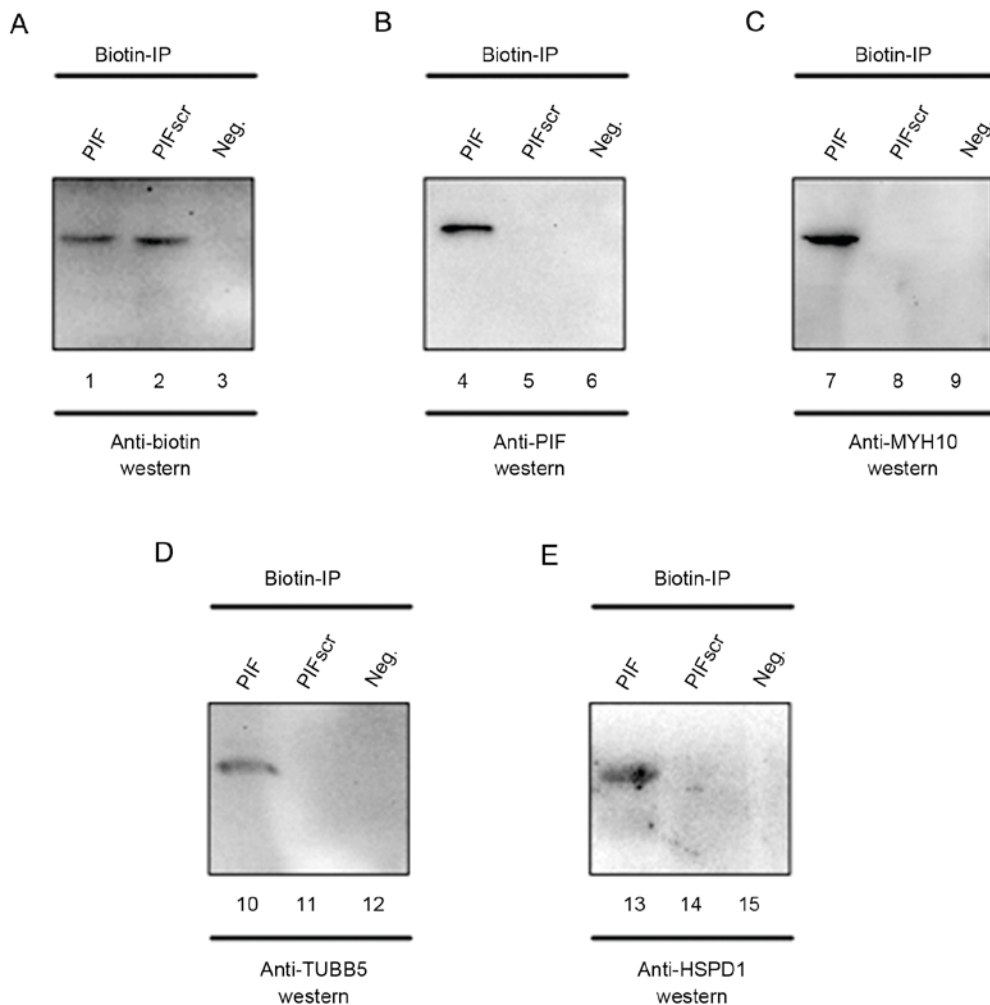 A
Biotin-IP
PIF
PIFscr
Neg.
1 2 3
Anti-biotin
western
B
Biotin-IP
PIF
PIFscr
Neg.
4 5 6
Anti-PIF
western
C
Biotin-IP
PIF
PIFscr
Neg.
7 8 9
Anti-MYH10
western
D
Biotin-IP
PIF
PIFscr
Neg.
10 11 12
Anti-TUBB5
western
E
Biotin-IP
PIF
PIFscr
Neg.
13 14 15
Anti-HSPD1
western